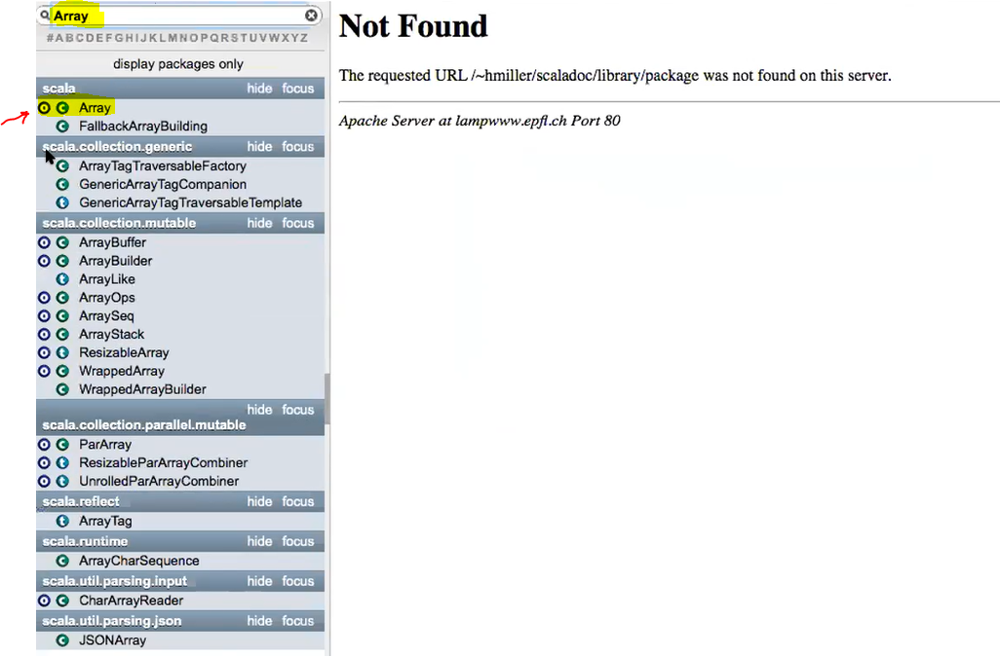 Array
#ABCDEFGHIJKLMNOPQRSTUVWXYZ
display packages only
scala hide focus
Array
FallbackArrayBuilding
scala.collection.generic hide focus
ArrayTagTraversableFactory
GenericArrayTagCompanion
GenericArrayTagTraversableTemplate
scala.collection.mutable hide focus
ArrayBuffer
ArrayBuilder
ArrayLike
ArrayOps
ArraySeq
ArrayStack
ResizableArray
WrappedArray
WrappedArrayBuilder
hide focus
scala.collection.parallel.mutable
ParArray
ResizableParArrayCombiner
UnrolledParArrayCombiner
scala.reflect hide focus
ArrayTag
scala.runtime hide focus
ArrayCharSequence
scala.util.parsing.input hide focus
CharArrayReader
scala.util.parsing.json hide focus
JSONArray
Not Found
The requested URL /~hmiller/scaladoc/library/package was not found on this server.
Apache Server at lampwww.epfl.ch Port 80